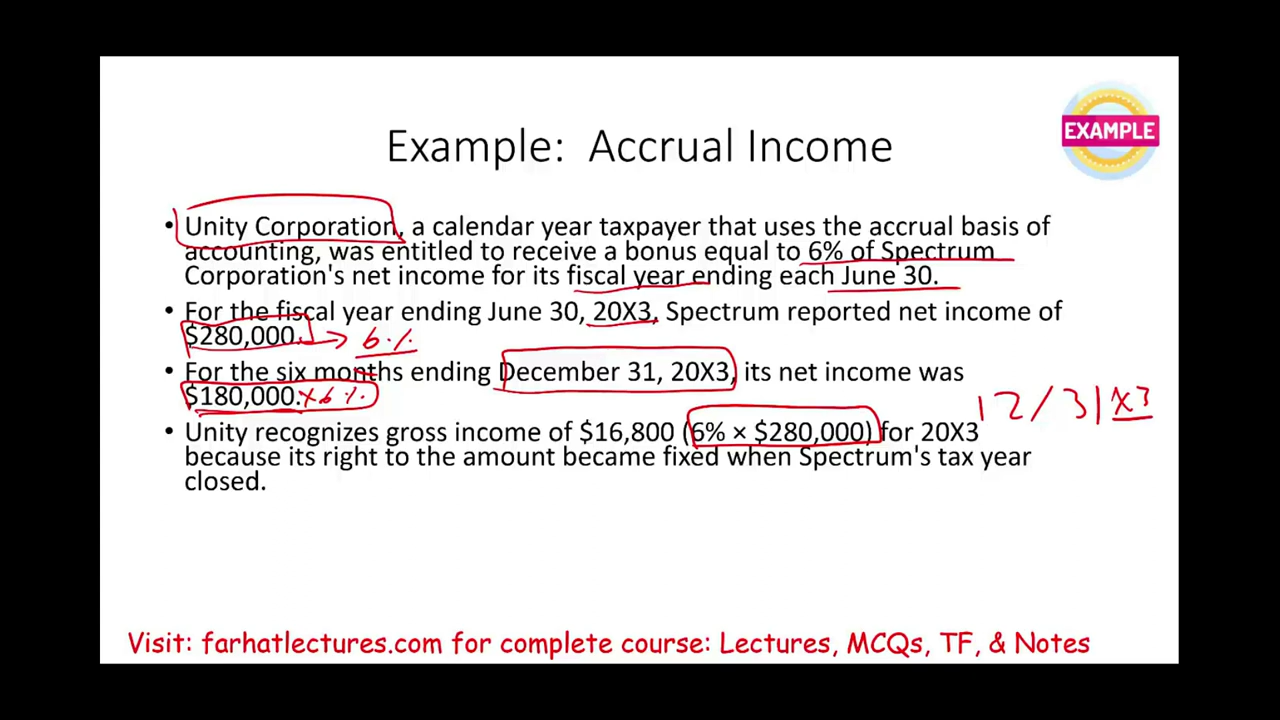 EXAMPLE
Example: Accrual Income
• Unity Corporation, a calendar year taxpayer that uses the accrual basis of
accounting, was entitled to receive a bonus equal to 6% of Spectrum
Corporation's net income for its fiscal year ending each June 30.
• For the fiscal year ending June 30, 20X3, Spectrum reported net income of
$280,000. → 6%
• For the six months ending December 31, 20X3, its net income was
$180,000. x 6%
12/31 X3
• Unity recognizes gross income of $16,800 (6% × $280,000) for 20X3
because its right to the amount became fixed when Spectrum's tax year
closed.
Visit: farhatlectures.com for complete course: Lectures, MCQs, TF, & Notes